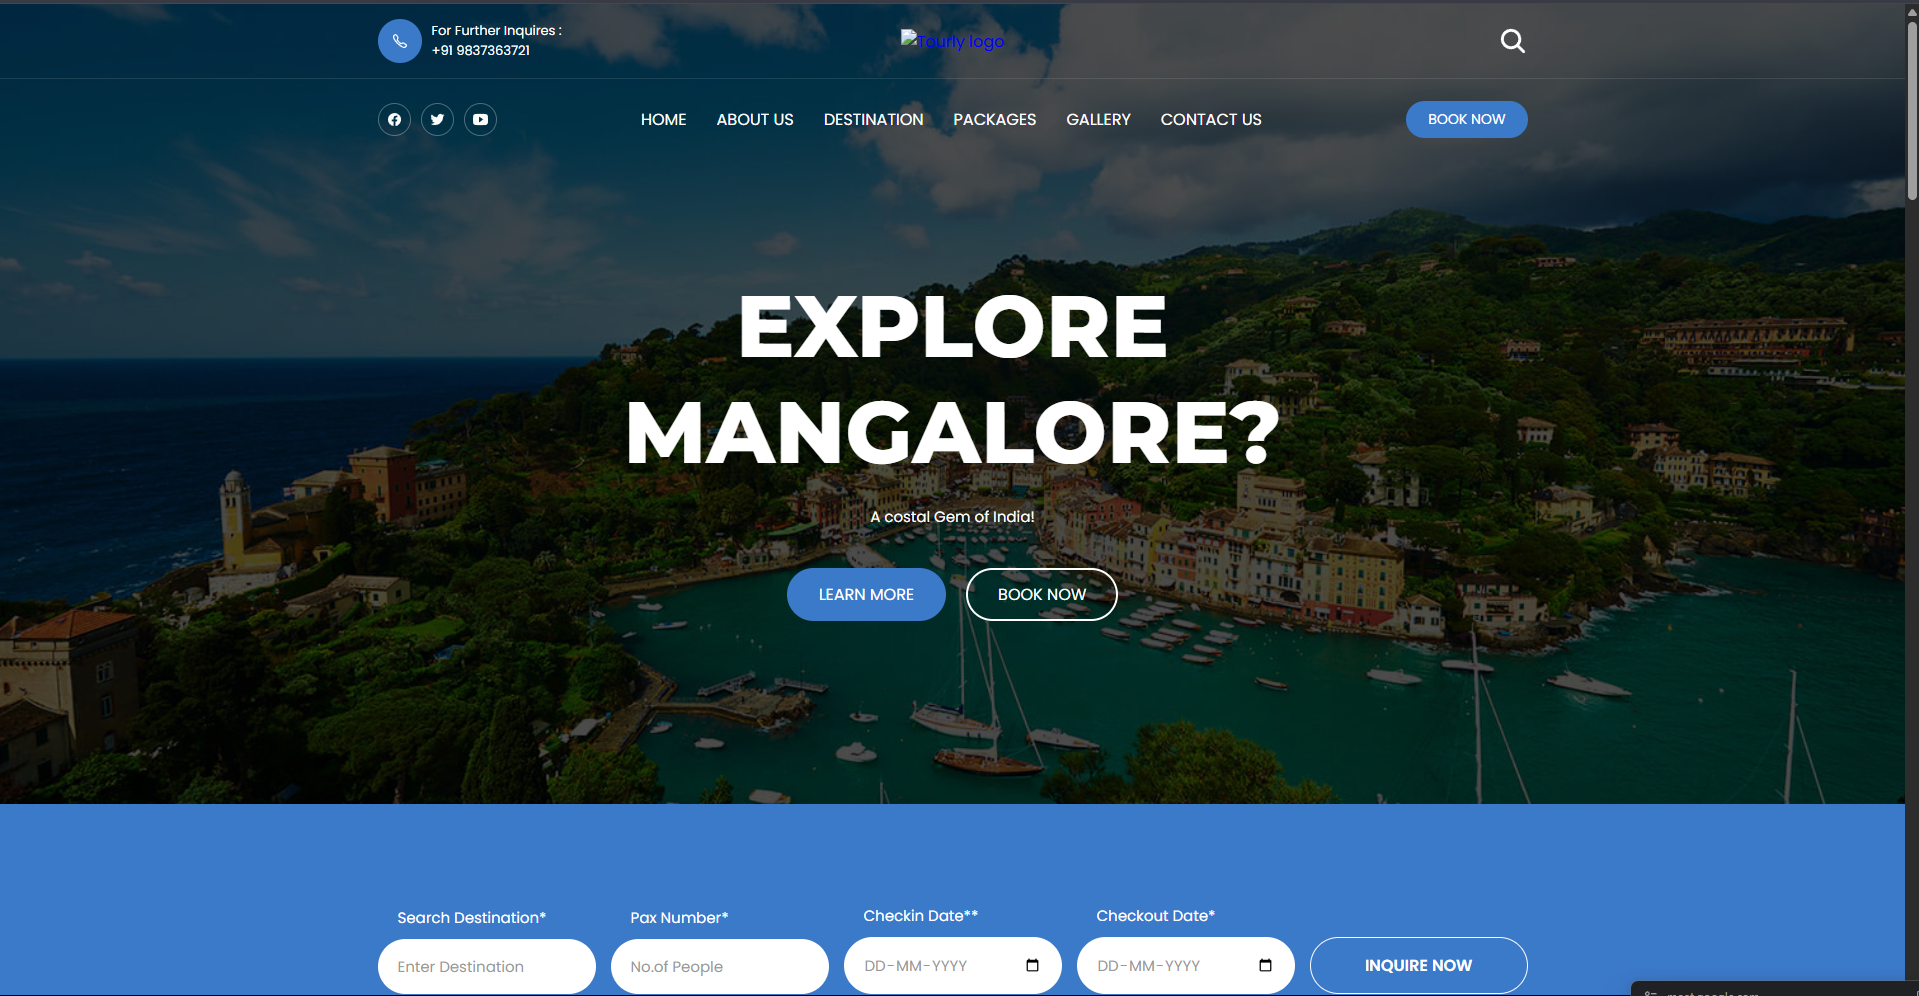 For Further Inquires :
+91 9837363721
Tourly logo
HOME ABOUT US DESTINATION PACKAGES GALLERY CONTACT US
BOOK NOW
EXPLORE
MANGALORE?
A costal Gem of India!
LEARN MORE
BOOK NOW
Search Destination* Pax Number* Checkin Date** Checkout Date*
Enter Destination No.of People DD-MM-YYYY DD-MM-YYYY INQUIRE NOW